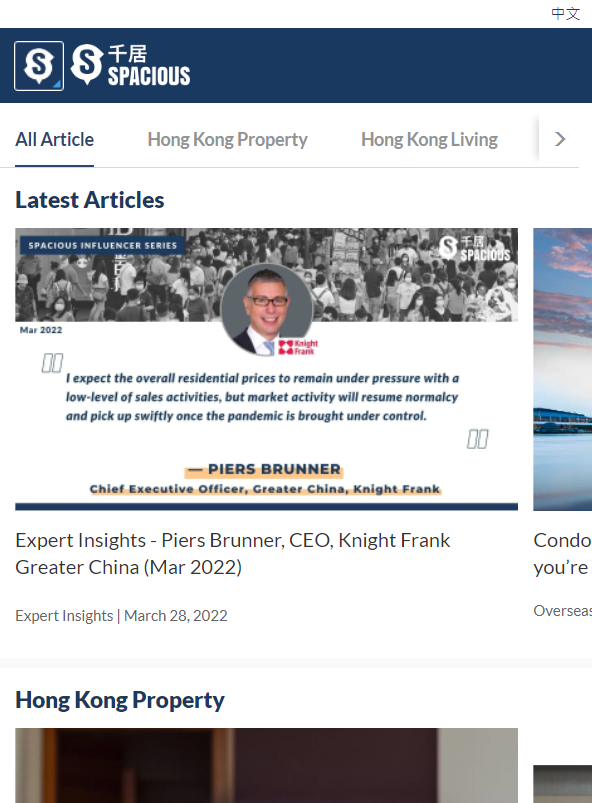 中文
千居
SPACIOUS
All Article
Hong Kong Property
Hong Kong Living
Latest Articles
SPACIOUS INFLUENCER SERIES
千居
SPACIOUS
Mar 2022
Knight
Frank
I expect the overall residential prices to remain under pressure with a
low-level of sales activities, but market activity will resume normalcy
and pick up swiftly once the pandemic is brought under control.
— PIERS BRUNNER
Chief Executive Officer, Greater China, Knight Frank
Expert Insights - Piers Brunner, CEO, Knight Frank
Greater China (Mar 2022)
Expert Insights | March 28, 2022
Condo
you’re
Overseas
Hong Kong Property